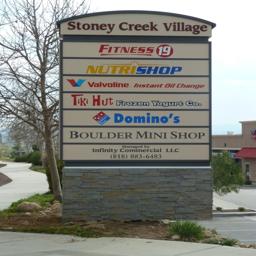 Stoney Creek Village
FITNESS 19
NUTRISHOP
Valvoline Instant Oil Change
Tiki Hut Frozen Yogurt Co.
Domino's
BOULDER MINI SHOP
Managed by
Infinity Commercial LLC
(818) 883-6483